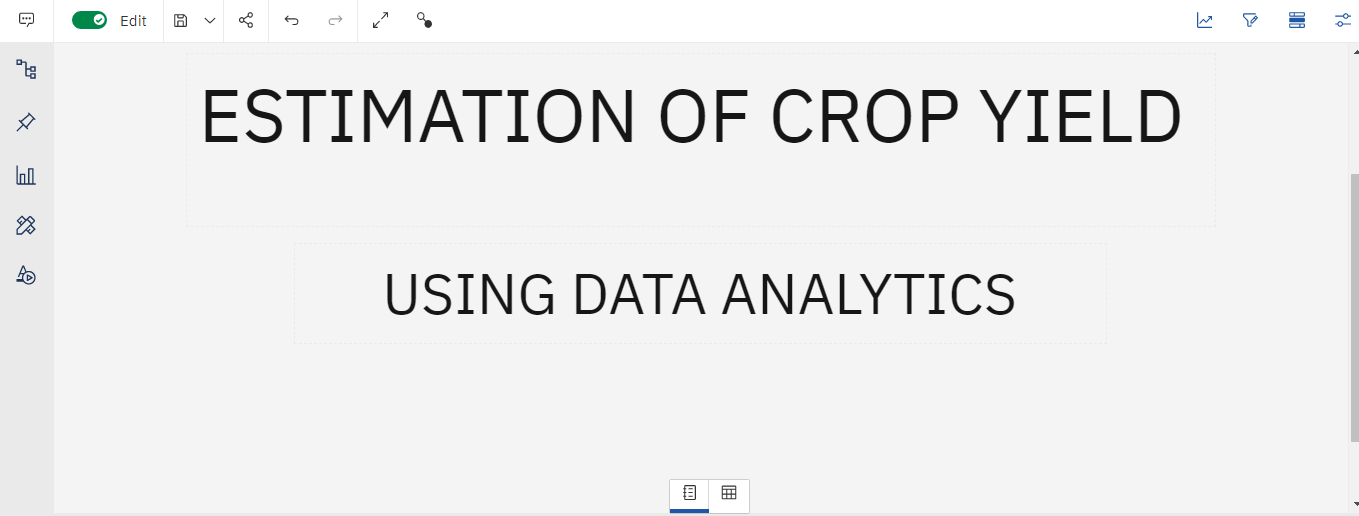 Edit
ESTIMATION OF CROP YIELD
USING DATA ANALYTICS